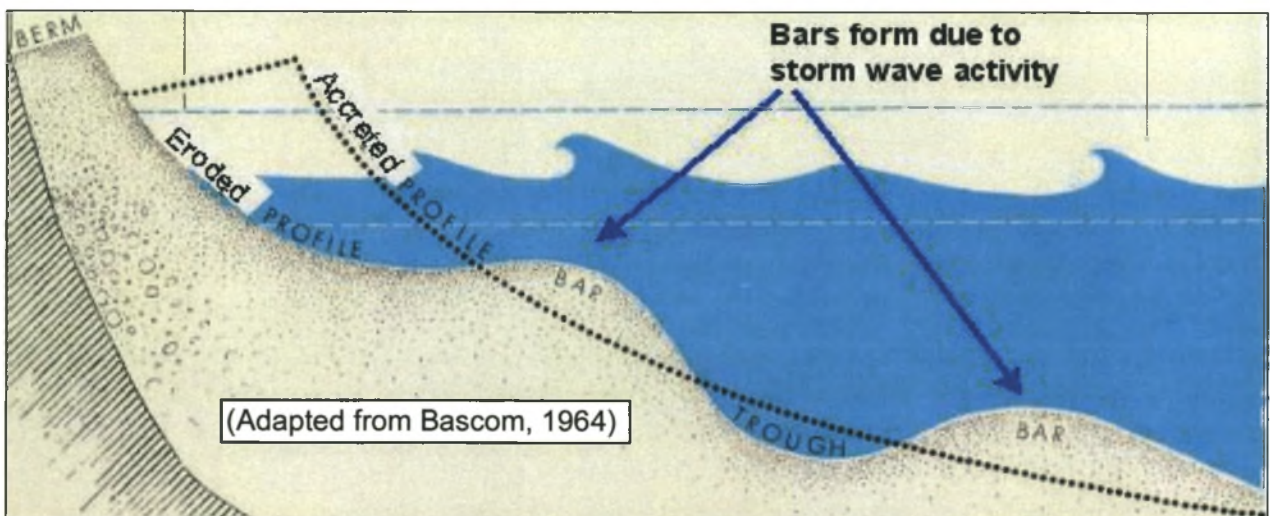 BERM
Bars form due to
storm wave activity
Accreted
PROFILE
Eroded
PROFILE
BAR
TROUGH
BAR
(Adapted from Bascom, 1964)